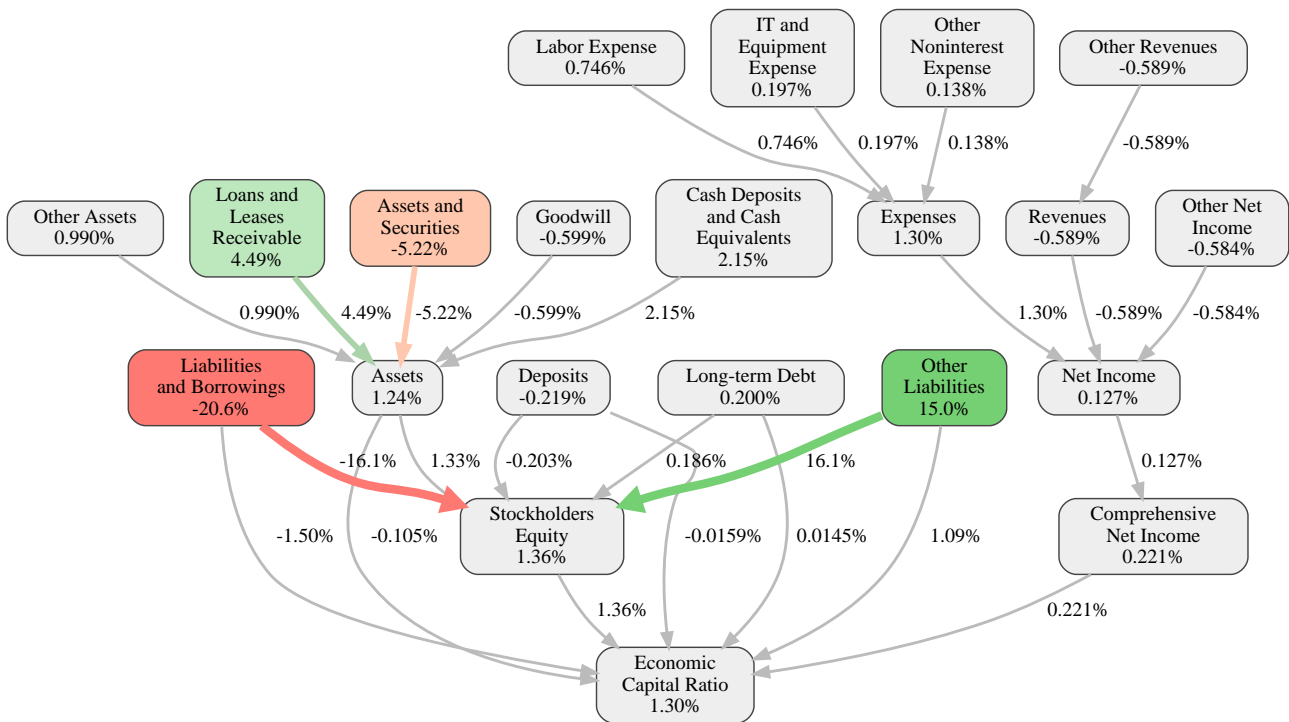 Labor Expense
0.746%
IT and
Equipment
Expense
0.197%
Other
Noninterest
Expense
0.138%
Other Revenues
-0.589%
0.746%
0.197%
0.138%
-0.589%
Other Assets
0.990%
Loans and
Leases
Receivable
4.49%
Assets and
Securities
-5.22%
Goodwill
-0.599%
Cash Deposits
and Cash
Equivalents
2.15%
Expenses
1.30%
Revenues
-0.589%
Other Net
Income
-0.584%
0.990%
4.49%
-5.22%
-0.599%
2.15%
1.30%
-0.589%
-0.584%
Liabilities
and Borrowings
-20.6%
Assets
1.24%
Deposits
-0.219%
Long-term Debt
0.200%
Other
Liabilities
15.0%
Net Income
0.127%
-16.1%
1.33%
-0.203%
0.186%
16.1%
0.127%
Stockholders
Equity
1.36%
Comprehensive
Net Income
0.221%
-1.50%
-0.105%
-0.0159%
0.0145%
1.09%
1.36%
0.221%
Economic
Capital Ratio
1.30%